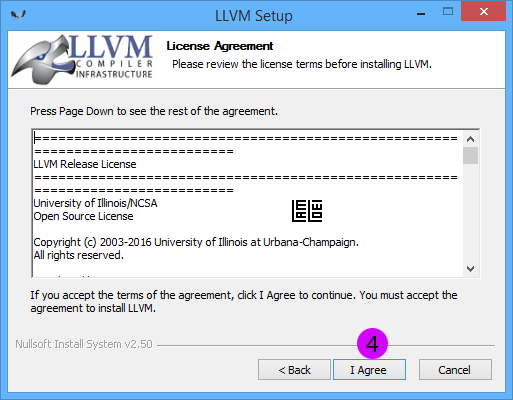 LLVM Setup
LLVM
COMPILER
INFRASTRUCTURE
License Agreement
Please review the license terms before installing LLVM.
Press Page Down to see the rest of the agreement.
====================================================
=========================
LLVM Release License
====================================================
=========================
University of Illinois/NCSA
Open Source License
Copyright (c) 2003-2016 University of Illinois at Urbana-Champaign.
All rights reserved.
If you accept the terms of the agreement, click I Agree to continue. You must accept the
agreement to install LLVM.
Nullsoft Install System v2.50
4
< Back
I Agree
Cancel